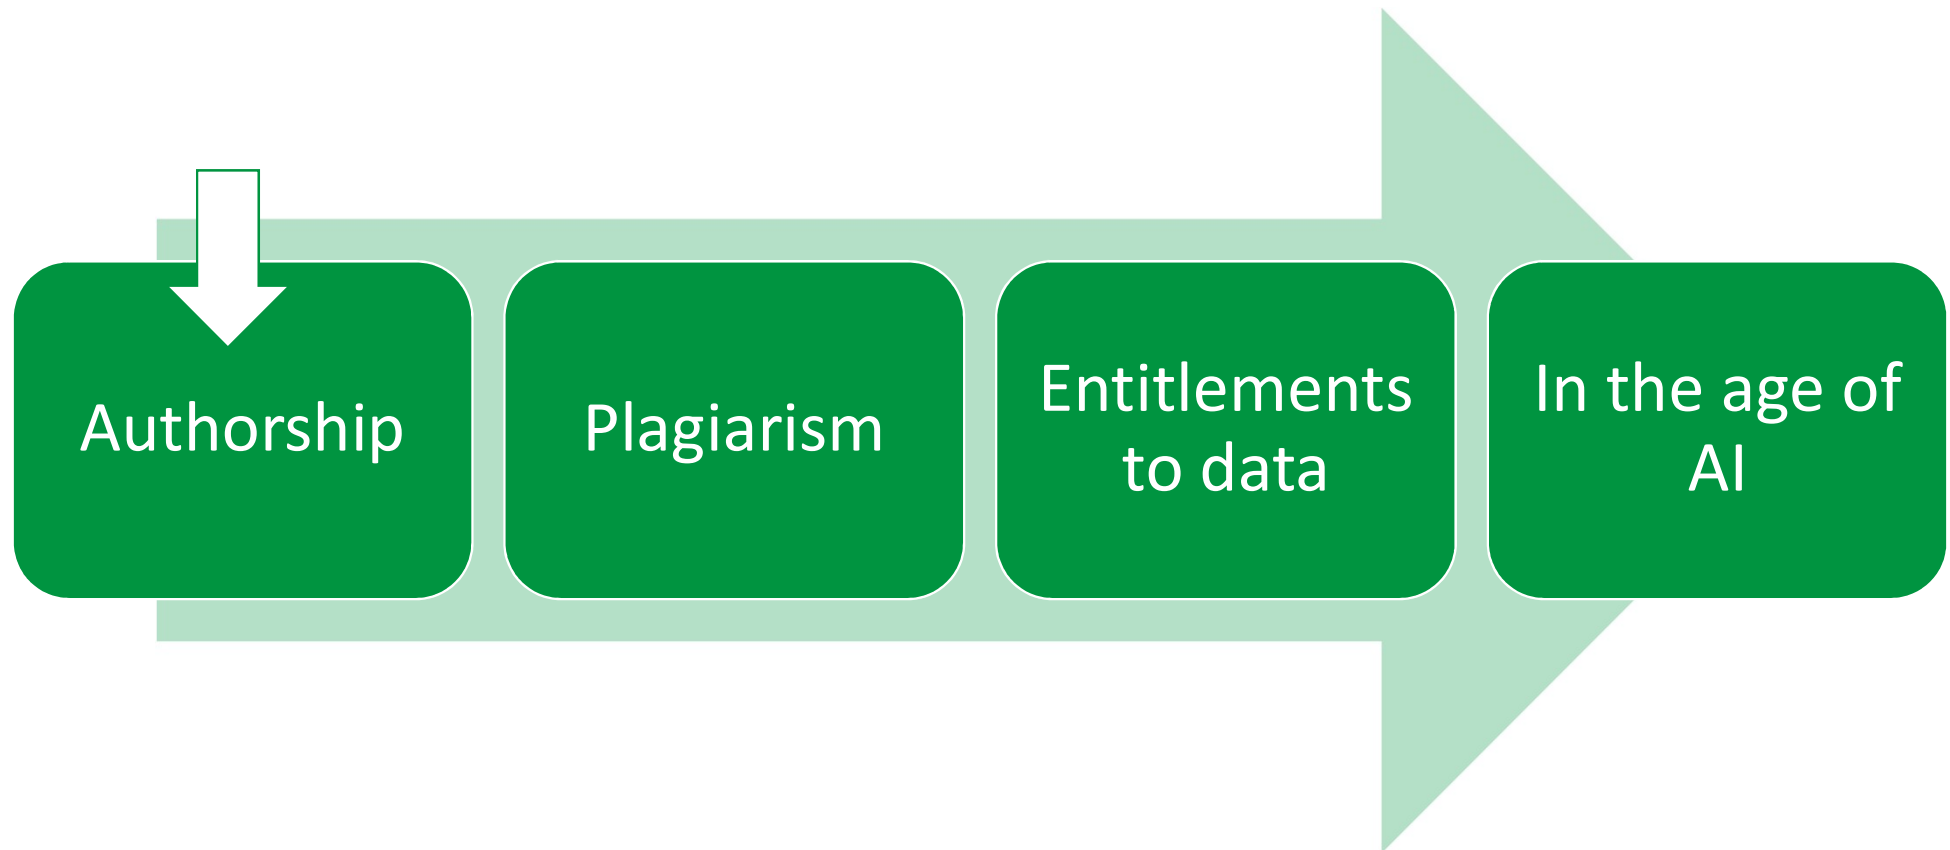 Authorship
Plagiarism
Entitlements
to data
In the age of
AI